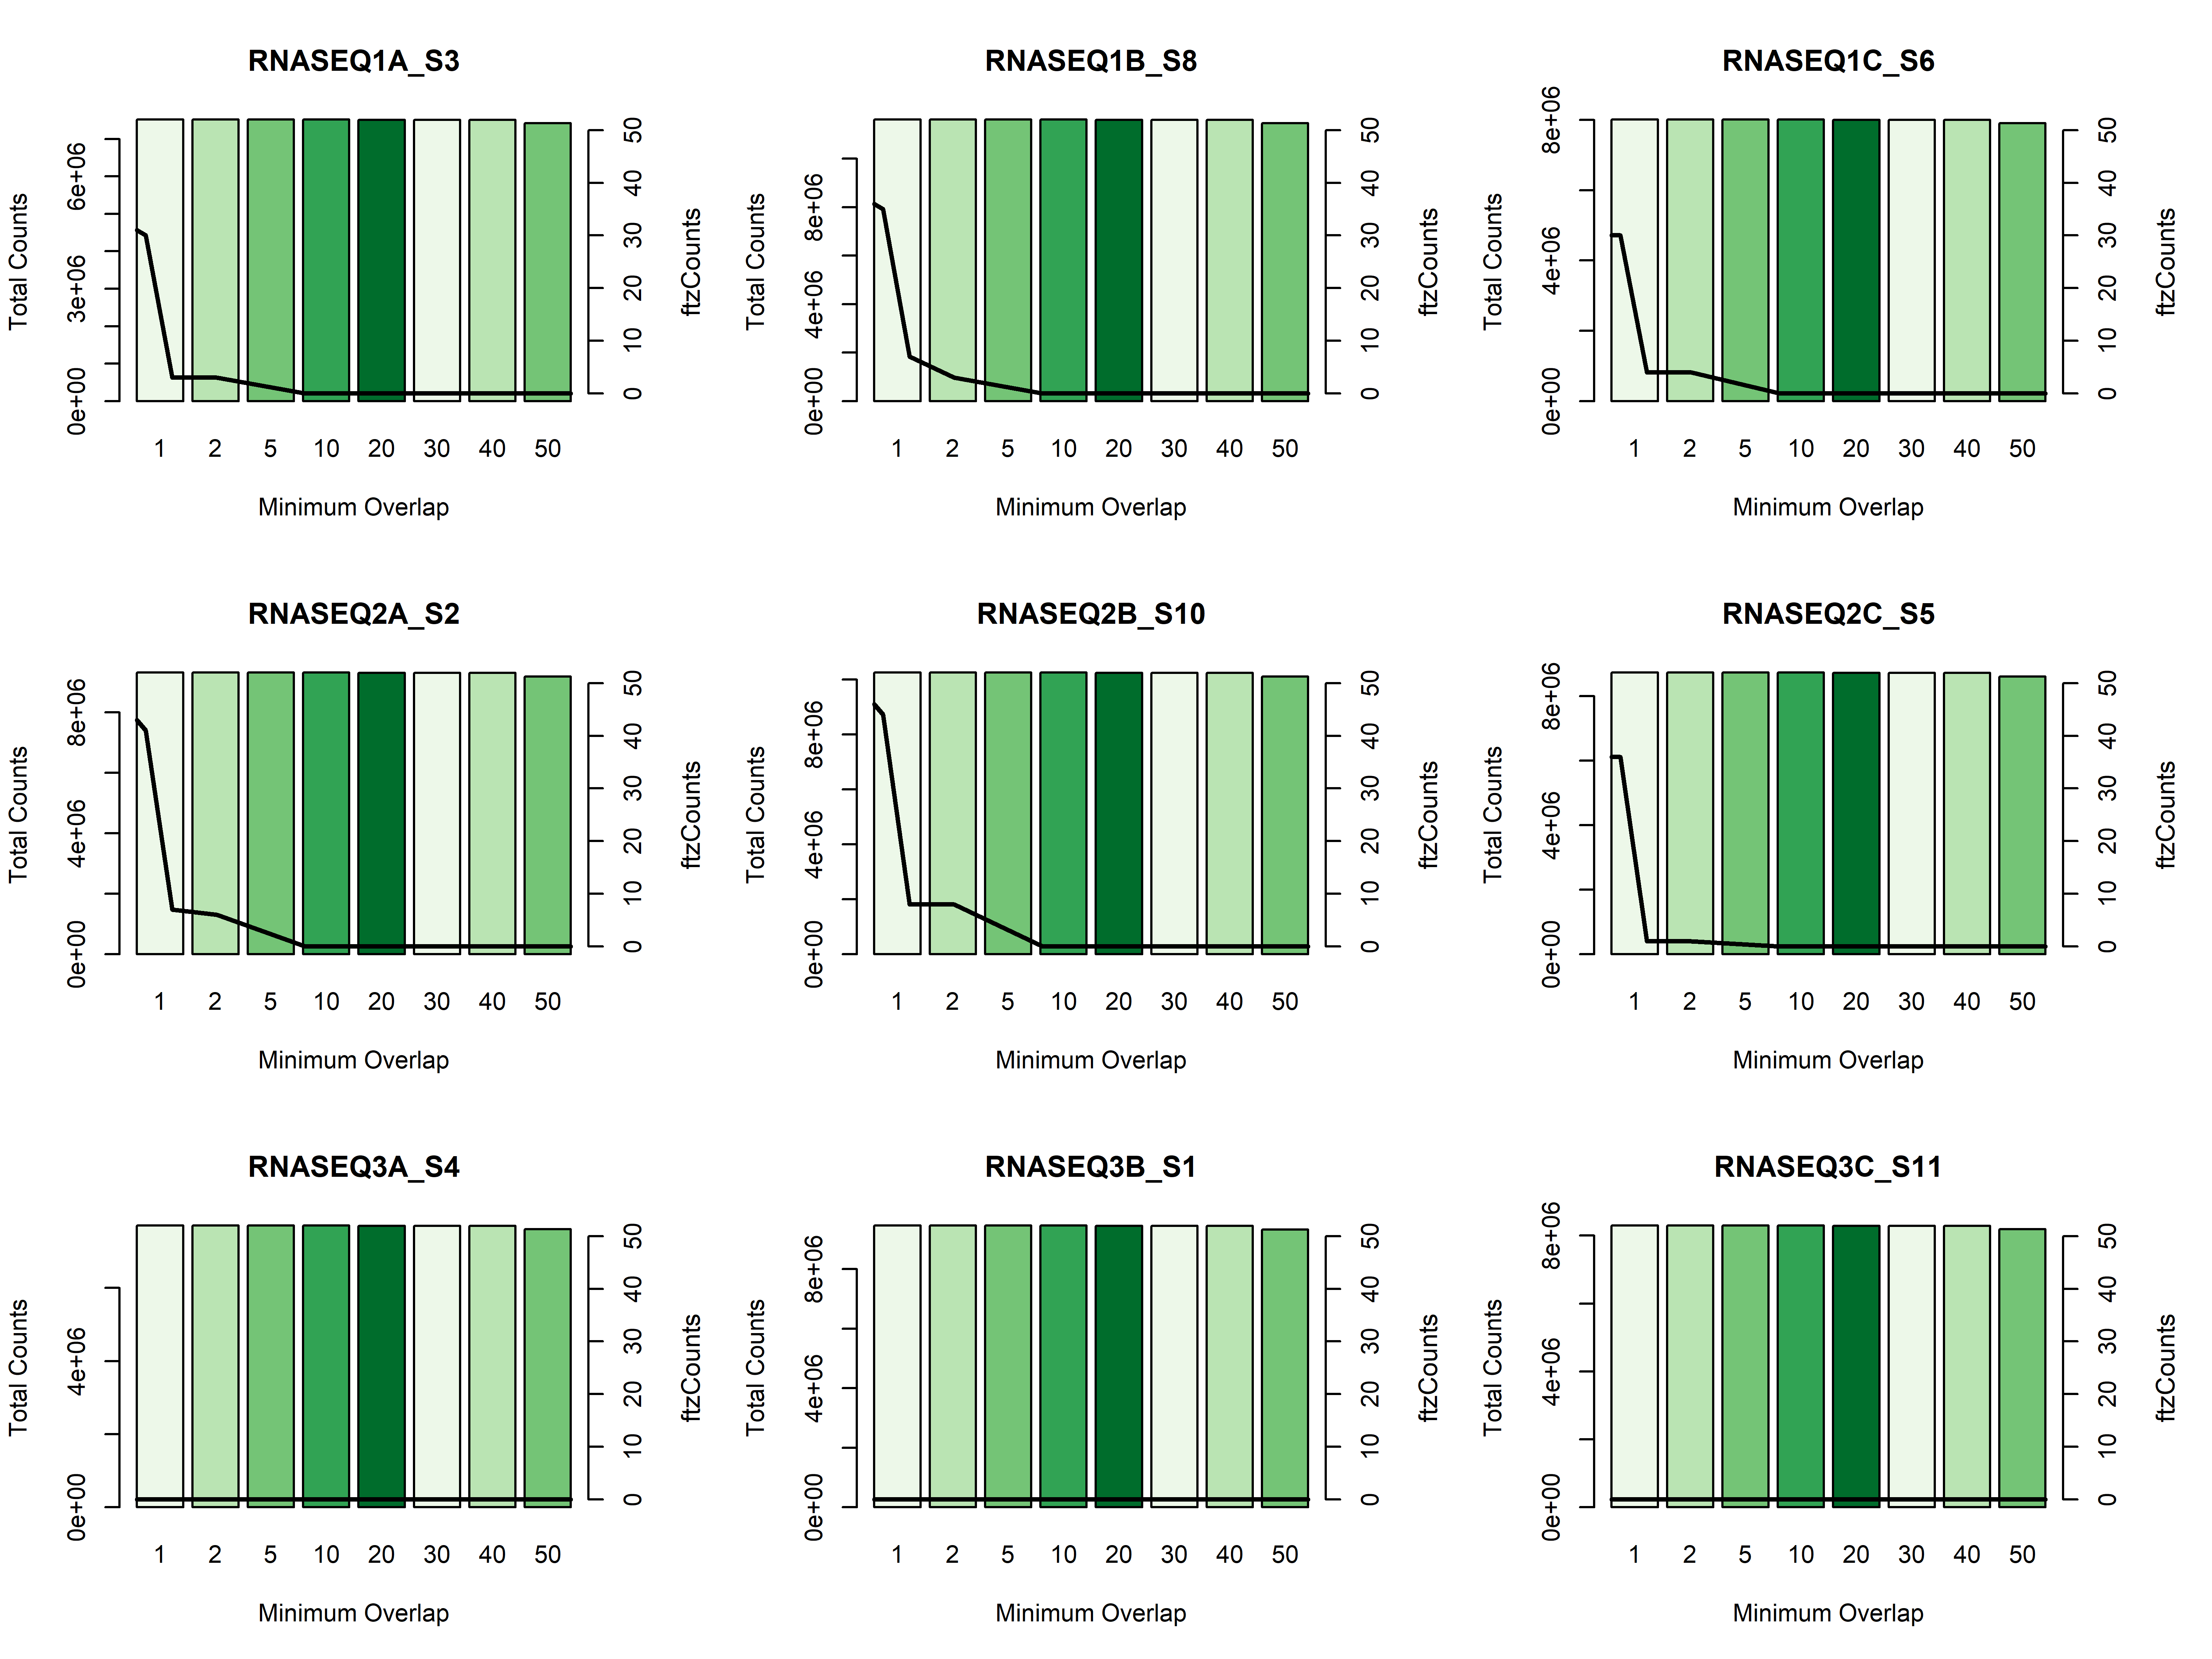 RNASEQ1A_S3
Total Counts
0e+00 3e+06 6e+06
0 10 20 30 40 50
ftzCounts
1 2 5 10 20 30 40 50
Minimum Overlap
RNASEQ1B_S8
Total Counts
0e+00 4e+06 8e+06
0 10 20 30 40 50
ftzCounts
1 2 5 10 20 30 40 50
Minimum Overlap
RNASEQ1C_S6
Total Counts
0e+00 4e+06 8e+06
0 10 20 30 40 50
ftzCounts
1 2 5 10 20 30 40 50
Minimum Overlap
RNASEQ2A_S2
Total Counts
0e+00 4e+06 8e+06
0 10 20 30 40 50
ftzCounts
1 2 5 10 20 30 40 50
Minimum Overlap
RNASEQ2B_S10
Total Counts
0e+00 4e+06 8e+06
0 10 20 30 40 50
ftzCounts
1 2 5 10 20 30 40 50
Minimum Overlap
RNASEQ2C_S5
Total Counts
0e+00 4e+06 8e+06
0 10 20 30 40 50
ftzCounts
1 2 5 10 20 30 40 50
Minimum Overlap
RNASEQ3A_S4
Total Counts
0e+00 4e+06
0 10 20 30 40 50
ftzCounts
1 2 5 10 20 30 40 50
Minimum Overlap
RNASEQ3B_S1
Total Counts
0e+00 4e+06 8e+06
0 10 20 30 40 50
ftzCounts
1 2 5 10 20 30 40 50
Minimum Overlap
RNASEQ3C_S11
Total Counts
0e+00 4e+06 8e+06
0 10 20 30 40 50
ftzCounts
1 2 5 10 20 30 40 50
Minimum Overlap